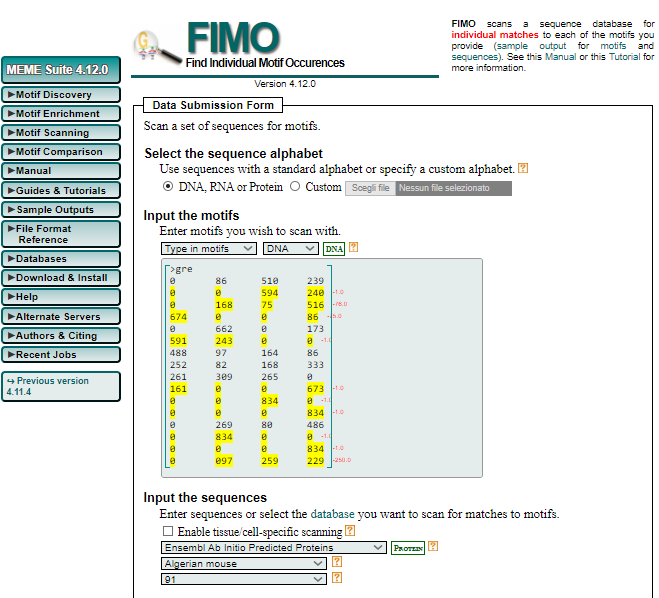 FIMO
Find Individual Motif Occurences
Version 4.12.0
FIMO scans a sequence database for
individual matches to each of the motifs you
provide (sample output for motifs and
sequences). See this Manual or this Tutorial for
more information.
MEME Suite 4.12.0
▶Motif Discovery
▶Motif Enrichment
▶Motif Scanning
▶Motif Comparison
▶Manual
▶Guides & Tutorials
▶Sample Outputs
▶File Format
Reference
▶Databases
▶Download & Install
▶Help
▶Alternate Servers
▶Authors & Citing
▶Recent Jobs
↪ Previous version
4.11.4
Data Submission Form
Scan a set of sequences for motifs.
Select the sequence alphabet
Use sequences with a standard alphabet or specify a custom alphabet. ?
DNA, RNA or Protein Custom Scegli file Nessun file selezionato
Input the motifs
Enter motifs you wish to scan with.
Type in motifs DNA DNA ?
>gre
0 86 510 239
0 0 594 240 -1.0
0 168 75 516 -76.0
674 0 0 86
0 662 0 173
591 243 0 0
488 97 164 86
252 82 168 333
261 309 265 0
161 0 0 673 -1.0
0 0 834 0
0 0 0 834 -1.0
0 269 80 486
0 834 0 0
0 0 0 834 -1.0
0 097 259 229 -250.0
Input the sequences
Enter sequences or select the database you want to scan for matches to motifs.
Enable tissue/cell-specific scanning ?
Ensembl Ab Initio Predicted Proteins PROTEIN ?
Algerian mouse ?
91 ?